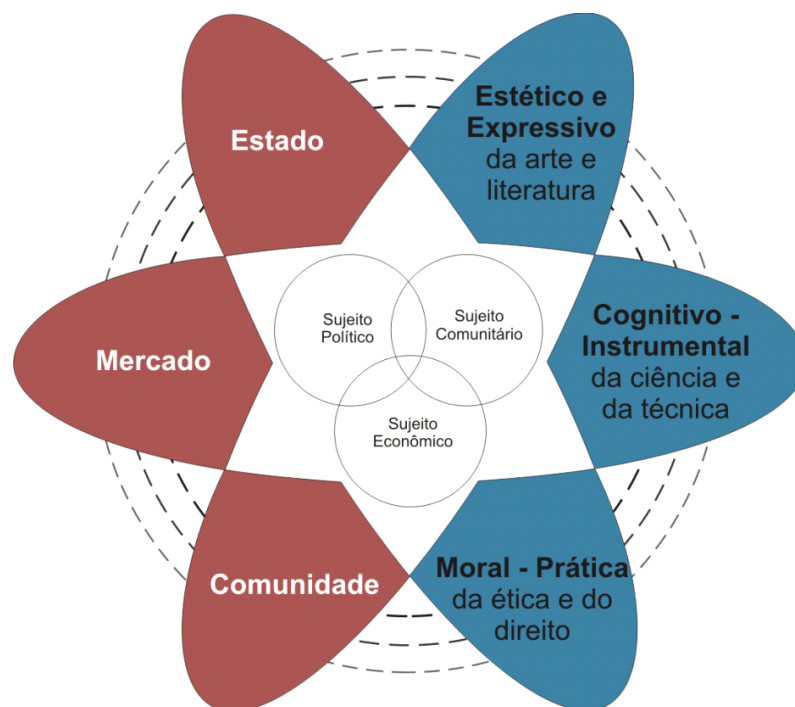 Estado
Estético e
Expressivo
da arte e
literatura
Sujeito
Político
Sujeito
Comunitário
Mercado
Cognitivo -
Instrumental
da ciência e
da técnica
Sujeito
Econômico
Comunidade
Moral - Prática
da ética e do
direito